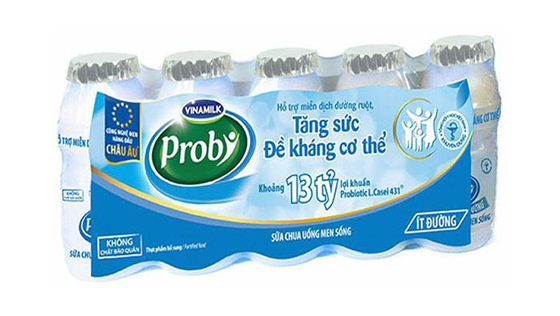 CÔNG NGHỆ MEN
HÀNG ĐẦU
CHÂU ÂU
VINAMILK
Proby
Hỗ trợ miễn dịch đường ruột,
Tăng sức
Đề kháng cơ thể
Khoảng 13 tỷ lợi khuẩn
Probiotic L.Casei 431
ÍT ĐƯỜNG
KHÔNG
CHẤT BẢO QUẢN
Thực phẩm bổ sung / Fortified food
SỮA CHUA UỐNG MEN SỐNG